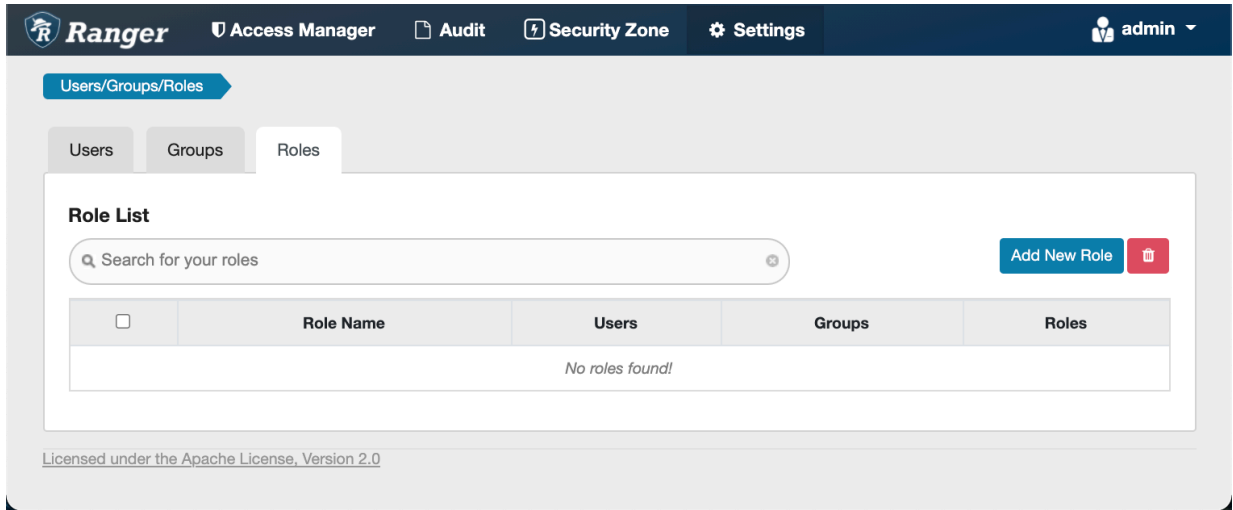 Ranger Access Manager Audit Security Zone Settings admin
Users/Groups/Roles
Users Groups Roles
Role List
Search for your roles
Add New Role
Role Name Users Groups Roles
No roles found!
Licensed under the Apache License, Version 2.0